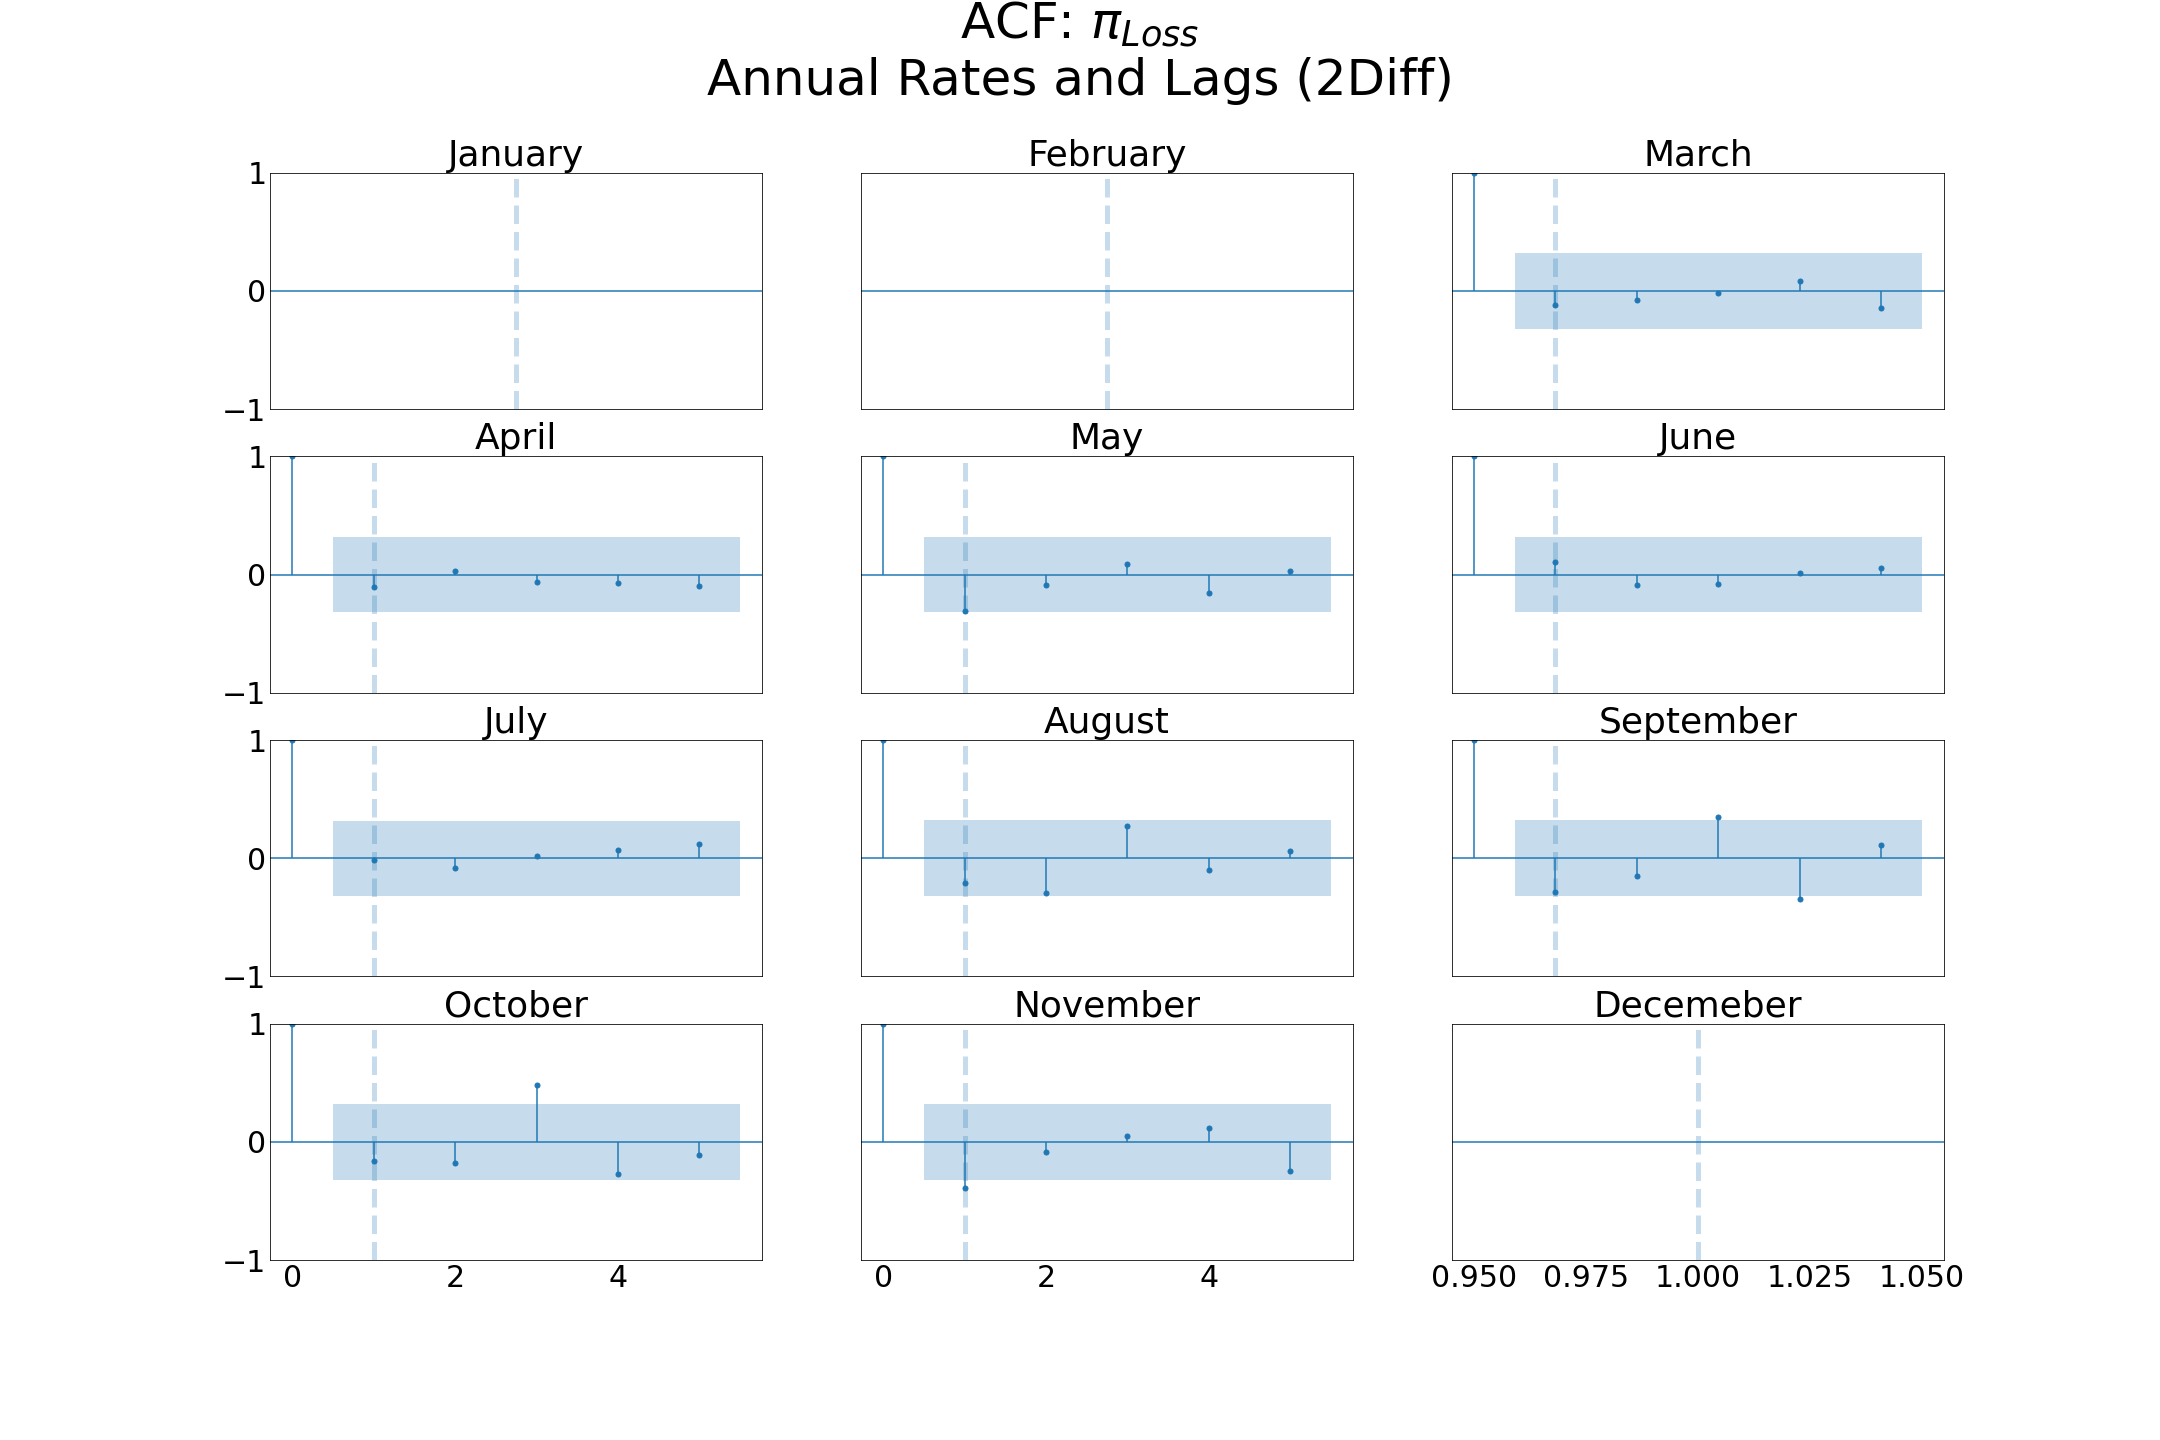 ACF: π_Loss
Annual Rates and Lags (2Diff)
January February March
1
0
−1
April May June
1
0
−1
July August September
1
0
−1
October November Decemeber
1
0
−1
0 2 4 0 2 4 0.950 0.975 1.000 1.025 1.050